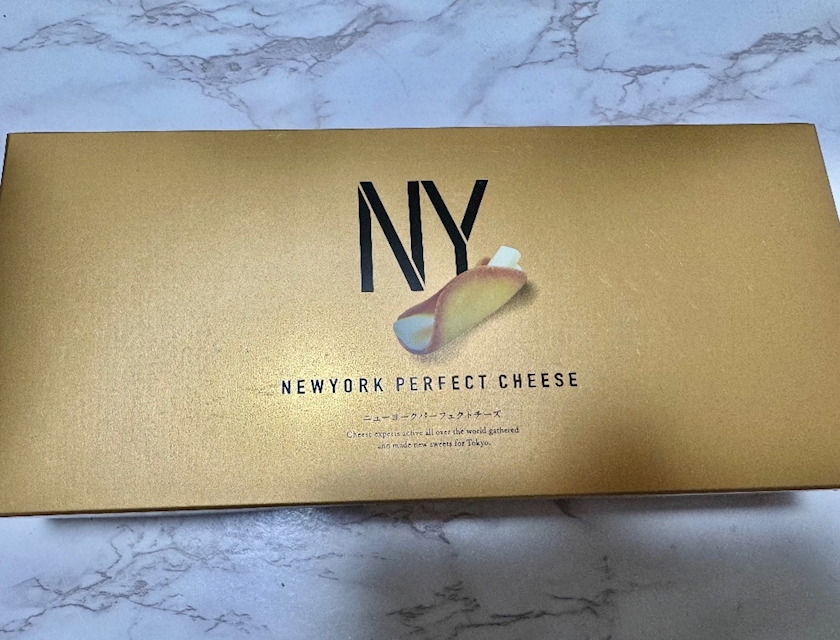 NY
NEWYORK PERFECT CHEESE
ニューヨークパーフェクトチーズ
Cheese experts active all over the world gathered
and made new sweets for Tokyo.